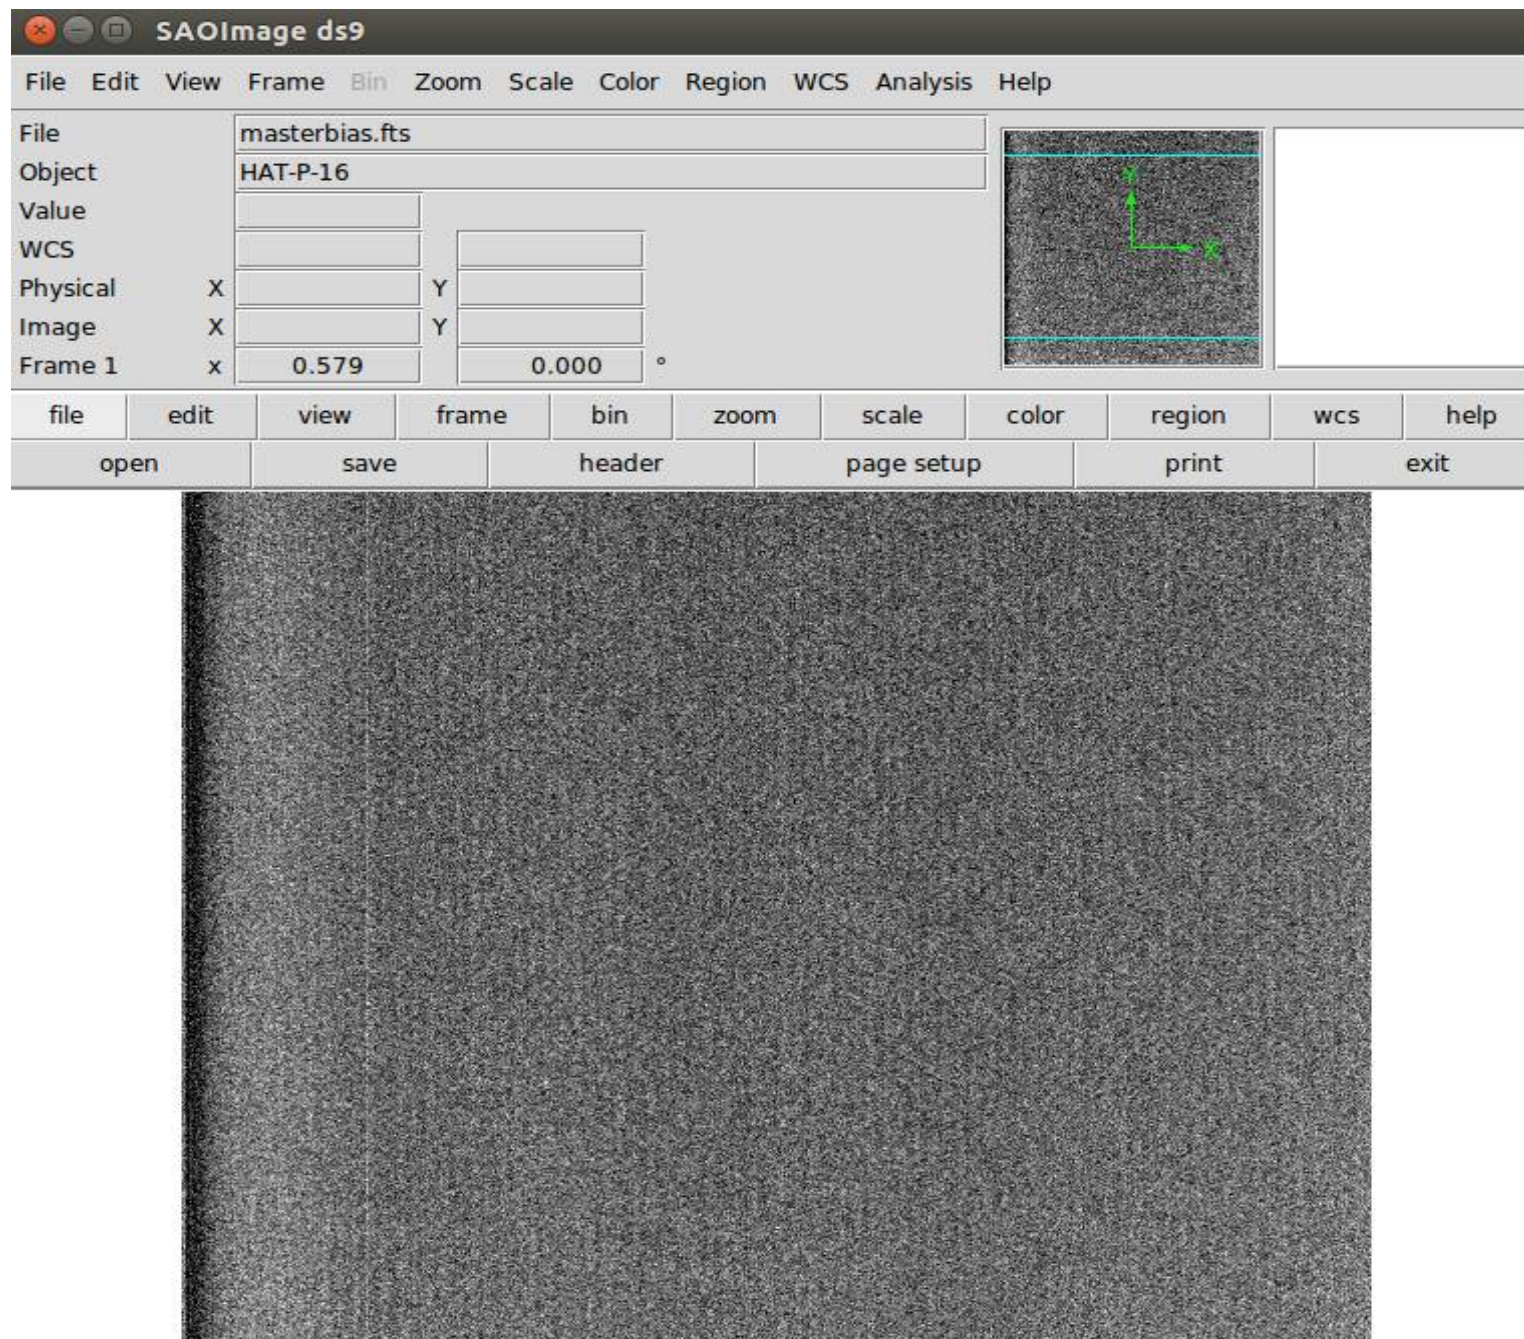 SAOImage ds9
File Edit View Frame Bin Zoom Scale Color Region WCS Analysis Help
File masterbias.fts
Object HAT-P-16
Value
WCS
Physical X Y
Image X Y
Frame 1 x 0.579 0.000 °
Y
X
file edit view frame bin zoom scale color region wcs help
open save header page setup print exit